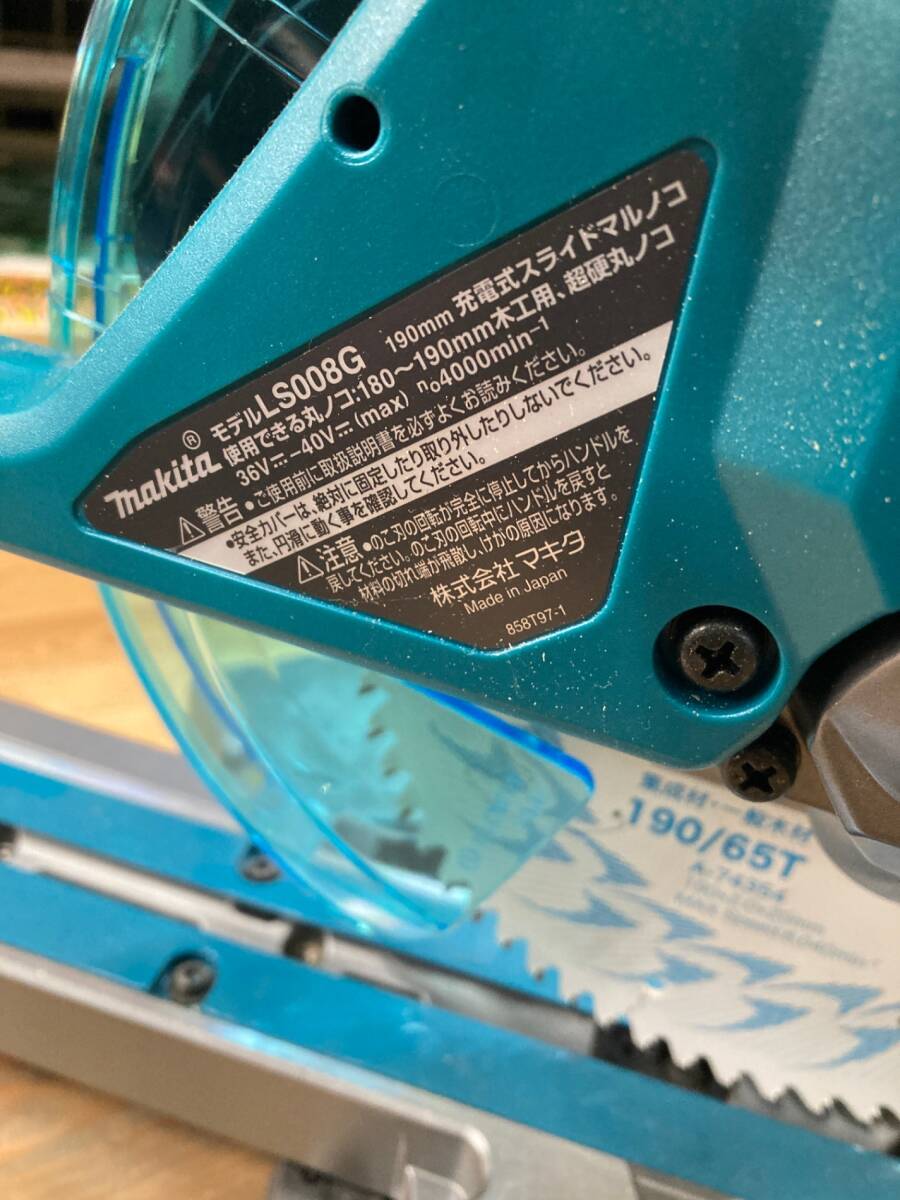 makita® モデル LS008G 190mm 充電式スライドマルノコ
使用できる丸ノコ:180～190mm木工用、超硬丸ノコ
36V⎓-40V⎓(max) n₀4000min⁻¹
⚠警告 •ご使用前に取扱説明書を必ずよくお読みください。
•安全カバーは、絶対に固定したり取り外したりしないでください。
また、円滑に動く事を確認してください。
⚠注意 •のこ刃の回転が完全に停止してからハンドルを
戻してください。のこ刃の回転中にハンドルを戻すと
材料の切れ端が飛散し、けがの原因になります。
株式会社 マキタ
Made in Japan
858T97-1
集成材・一般木材
190/65T
A-74354